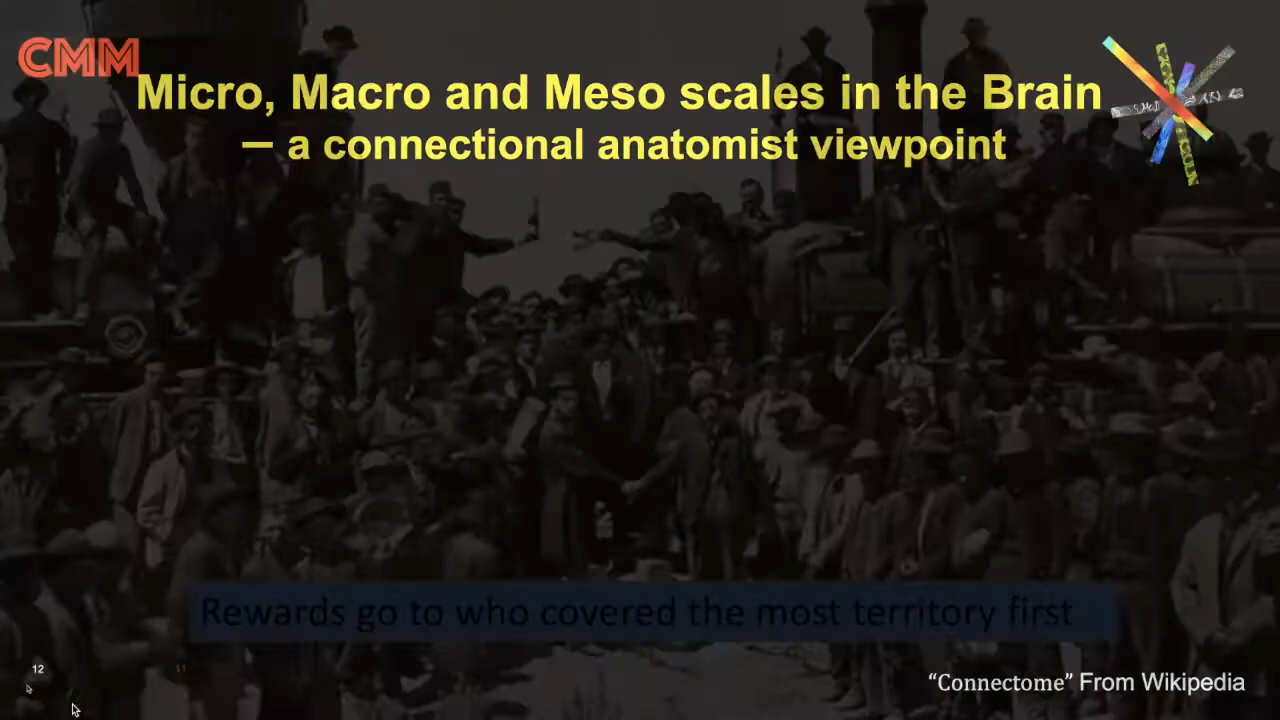 CMM
Micro, Macro and Meso scales in the Brain
– a connectional anatomist viewpoint
Rewards go to who covered the most territory first
12
11
“Connectome” From Wikipedia